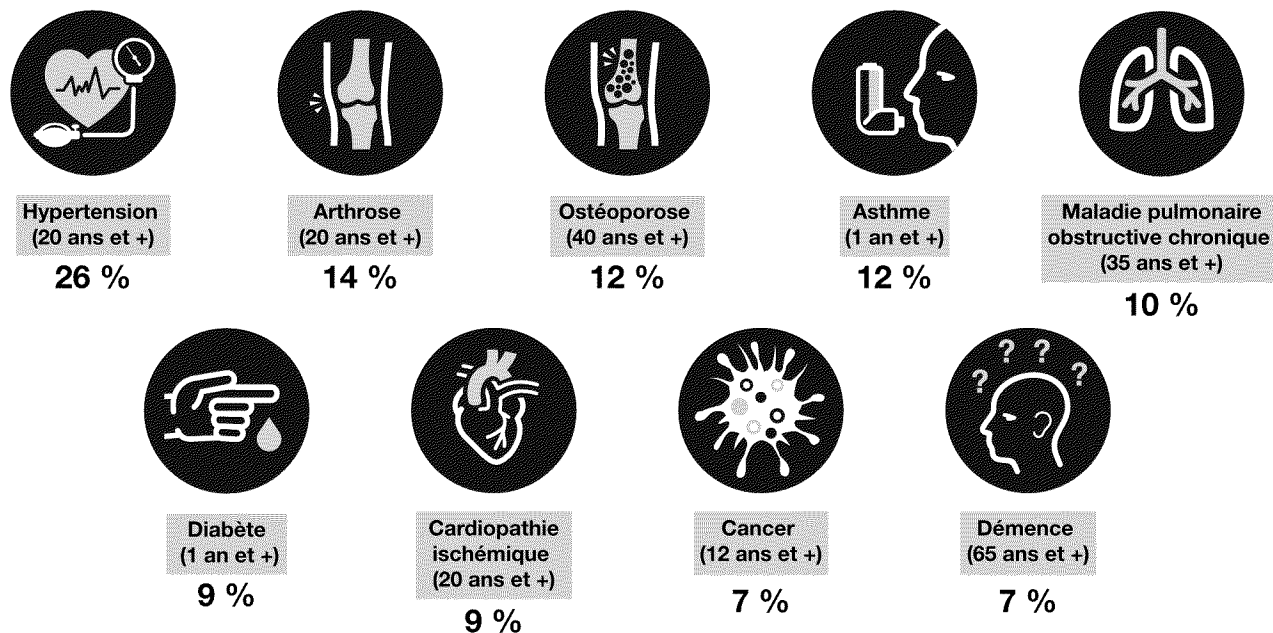 Hypertension
(20 ans et +)
26 %
Arthrose
(20 ans et +)
14 %
Ostéoporose
(40 ans et +)
12 %
Asthme
(1 an et +)
12 %
Maladie pulmonaire
obstructive chronique
(35 ans et +)
10 %
Diabète
(1 an et +)
9 %
Cardiopathie
ischémique
(20 ans et +)
9 %
? ? ? ?
Cancer
(12 ans et +)
7 %
Démence
(65 ans et +)
7 %